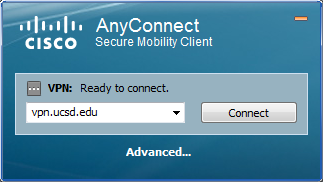 CISCO
AnyConnect
Secure Mobility Client
VPN: Ready to connect.
vpn.ucsd.edu
Connect
Advanced...